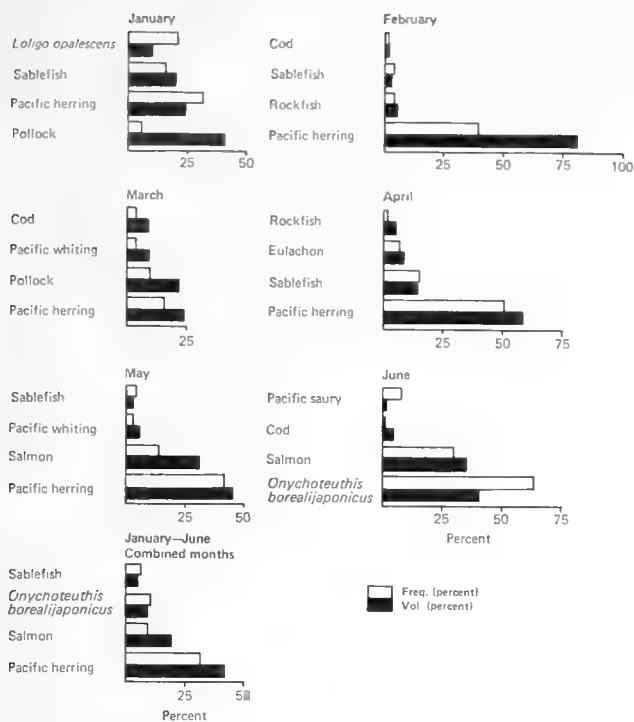 January
Loligo opalescens
Sablefish
Pacific herring
Pollock
25 50
February
Cod
Sablefish
Rockfish
Pacific herring
25 50 75 100
March
Cod
Pacific whiting
Pollock
Pacific herring
25
April
Rockfish
Eulachon
Sablefish
Pacific herring
25 50 75
May
Sablefish
Pacific whiting
Salmon
Pacific herring
25 50
June
Pacific saury
Cod
Salmon
Onychoteuthis
borealijaponicus
25 50 75
Percent
January—June
Combined months
Sablefish
Onychoteuthis
borealijaponicus
Salmon
Pacific herring
25 50
Percent
Freq. (percent)
Vol (percent)